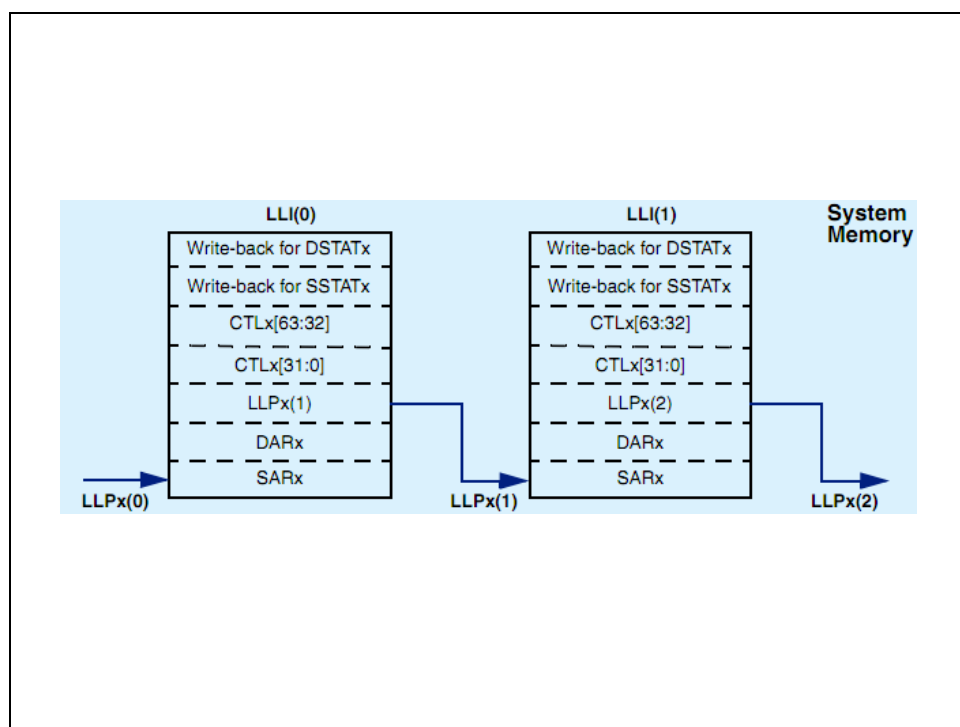 LLI(0)
LLI(1)
System
Memory
Write-back for DSTATx
Write-back for SSTATx
CTLx[63:32]
CTLx[31:0]
LLPx(1)
DARx
SARx
Write-back for DSTATx
Write-back for SSTATx
CTLx[63:32]
CTLx[31:0]
LLPx(2)
DARx
SARx
LLPx(0)
LLPx(1)
LLPx(2)